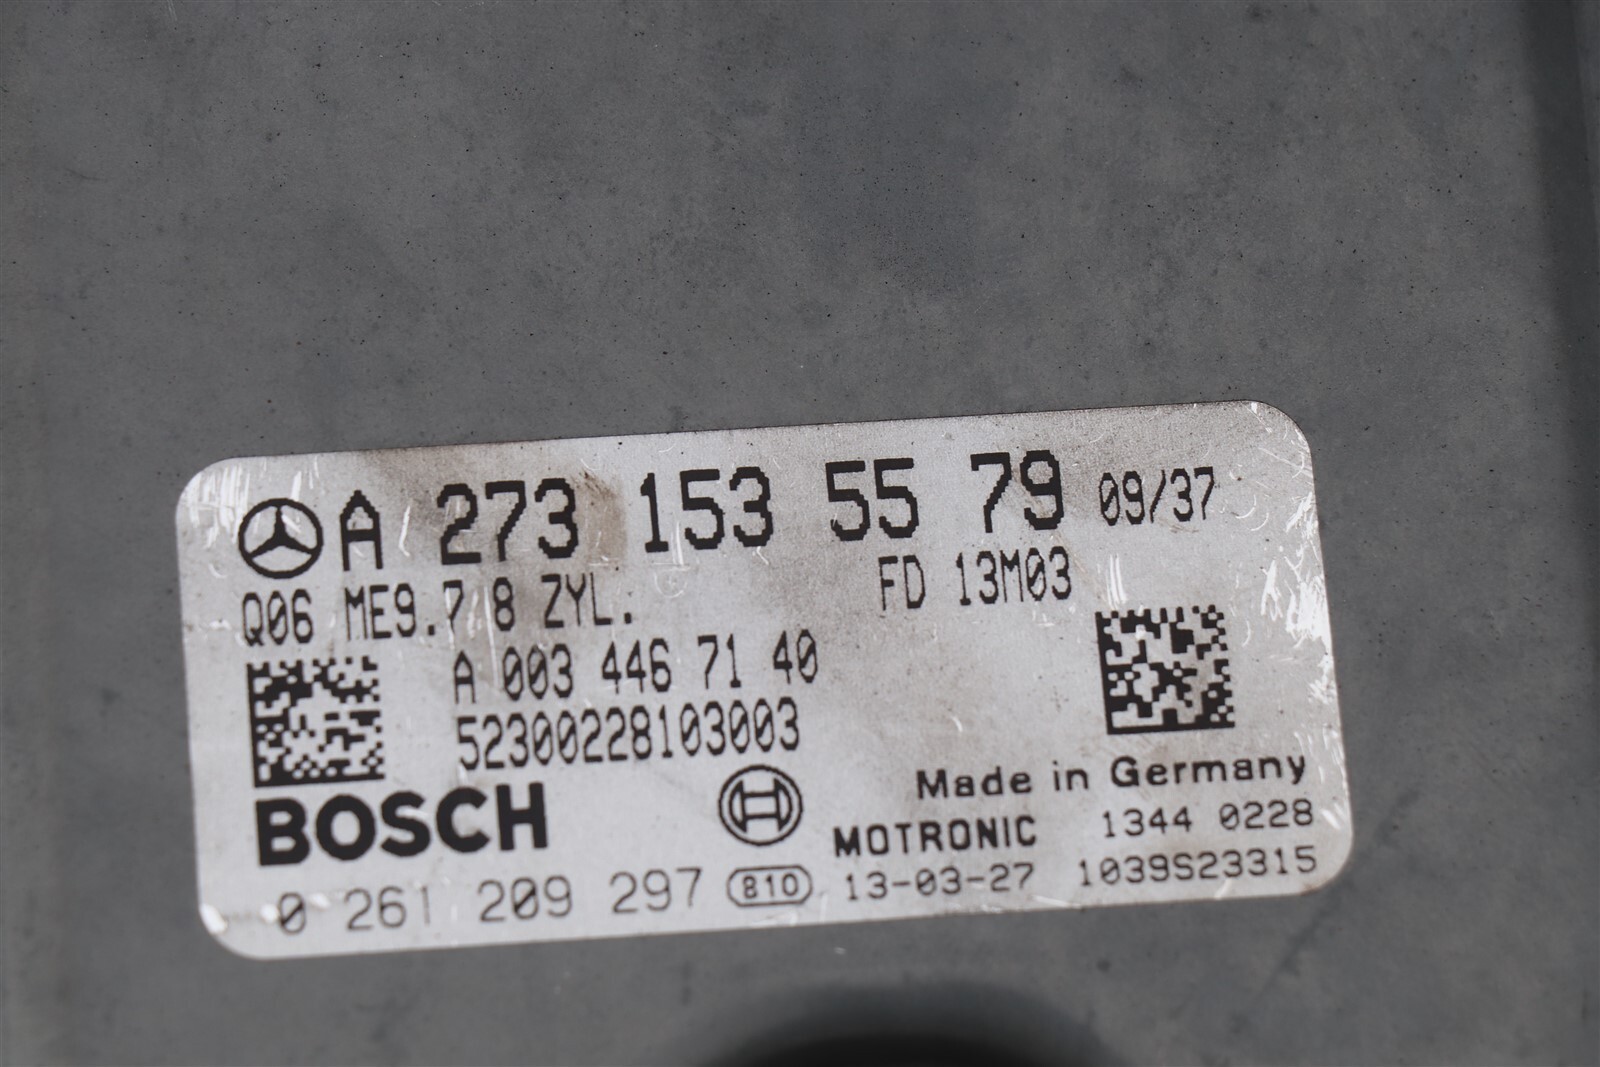 A 273 153 55 79 09/37
Q06 ME9.7 8 ZYL. FD 13M03
A 003 446 71 40
52300228103003
Made in Germany
BOSCH MOTRONIC 1344 0228
0 261 209 297 810 13-03-27 1039S23315